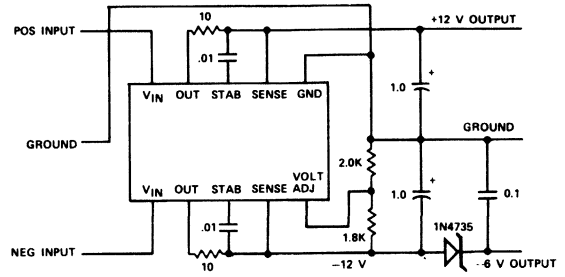 10
POS INPUT
+12 V OUTPUT
.01
+
1.0
VIN OUT STAB SENSE GND
GROUND
GROUND
2.0K
+
VOLT
VIN OUT STAB SENSE ADJ
1.0
0.1
.01
1.8K
1N4735
NEG INPUT
10
−12 V
--6 V OUTPUT